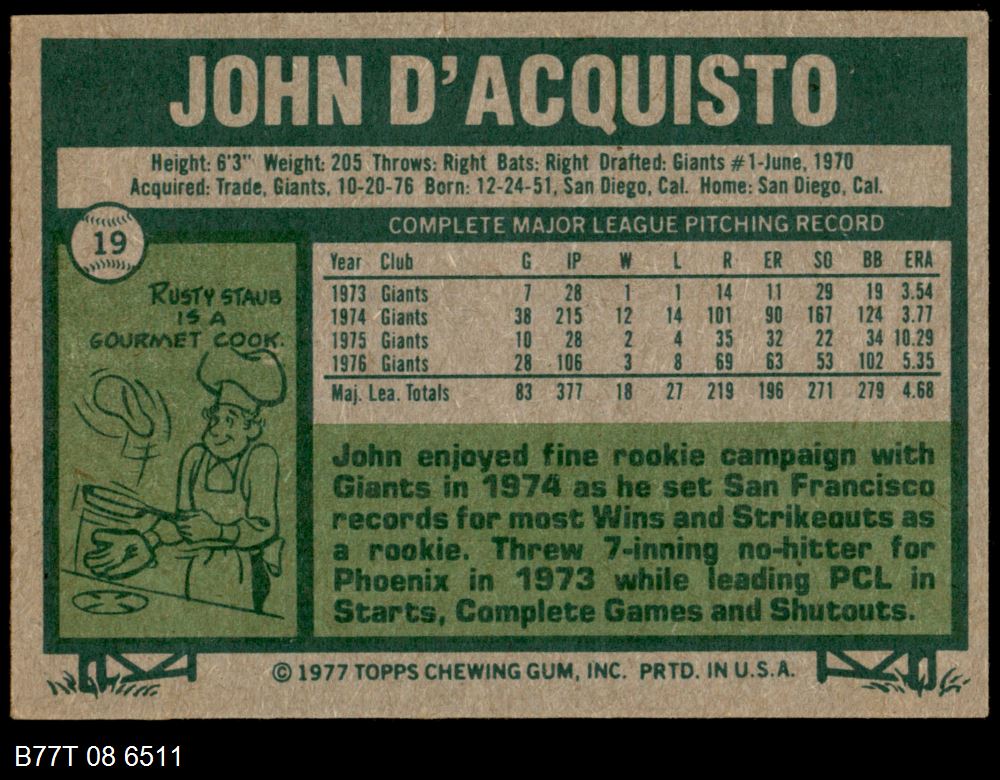 JOHN D'ACQUISTO
Height: 6'3" Weight: 205 Throws: Right Bats: Right Drafted: Giants #1-June, 1970
Acquired: Trade, Giants, 10-20-76 Born: 12-24-51, San Diego, Cal. Home: San Diego, Cal.
19
RUSTY STAUB
IS A
GOURMET COOK.
COMPLETE MAJOR LEAGUE PITCHING RECORD
Year Club G IP W L R ER SO BB ERA
1973 Giants 7 28 1 1 14 11 29 19 3.54
1974 Giants 38 215 12 14 101 90 167 124 3.77
1975 Giants 10 28 2 4 35 32 22 34 10.29
1976 Giants 28 106 3 8 69 63 53 102 5.35
Maj. Lea. Totals 83 377 18 27 219 196 271 279 4.68
John enjoyed fine rookie campaign with
Giants in 1974 as he set San Francisco
records for most Wins and Strikeouts as
a rookie. Threw 7-inning no-hitter for
Phoenix in 1973 while leading PCL in
Starts, Complete Games and Shutouts.
© 1977 TOPPS CHEWING GUM, INC. PRTD. IN U.S.A.
B77T 08 6511